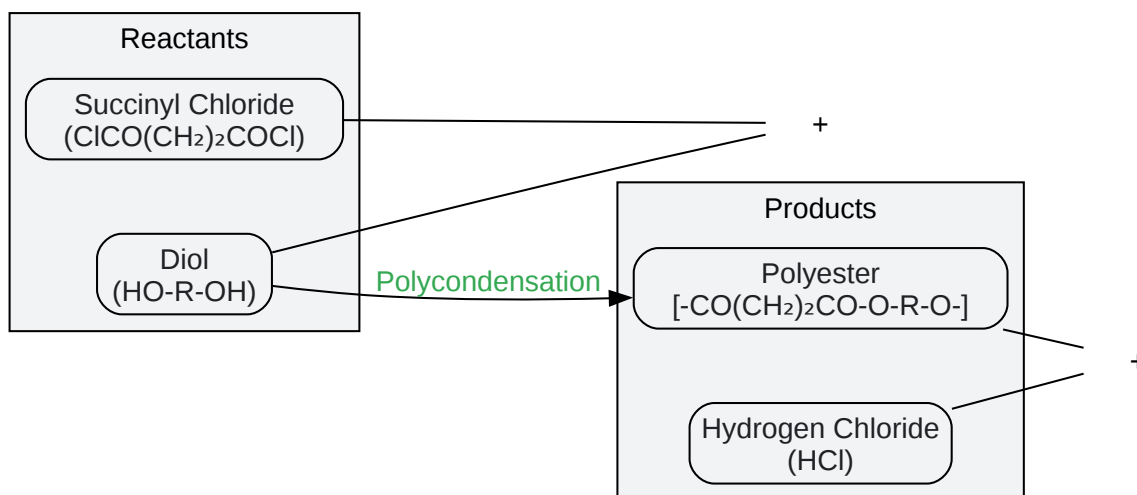 Reactants
Succinyl Chloride
(ClCO(CH₂)₂COCl)
+
Diol
(HO-R-OH)
Polycondensation
Products
Polyester
[-CO(CH₂)₂CO-O-R-O-]
+
Hydrogen Chloride
(HCl)